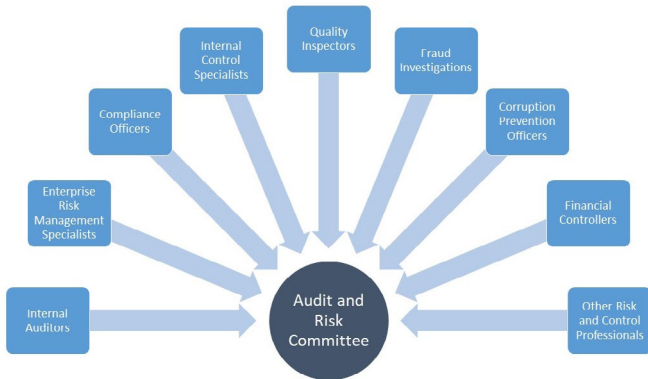 Quality
Inspectors
Internal
Control
Specialists
Fraud
Investigations
Compliance
Officers
Corruption
Prevention
Officers
Enterprise
Risk
Management
Specialists
Financial
Controllers
Internal
Auditors
Audit and
Risk
Committee
Other Risk
and Control
Professionals